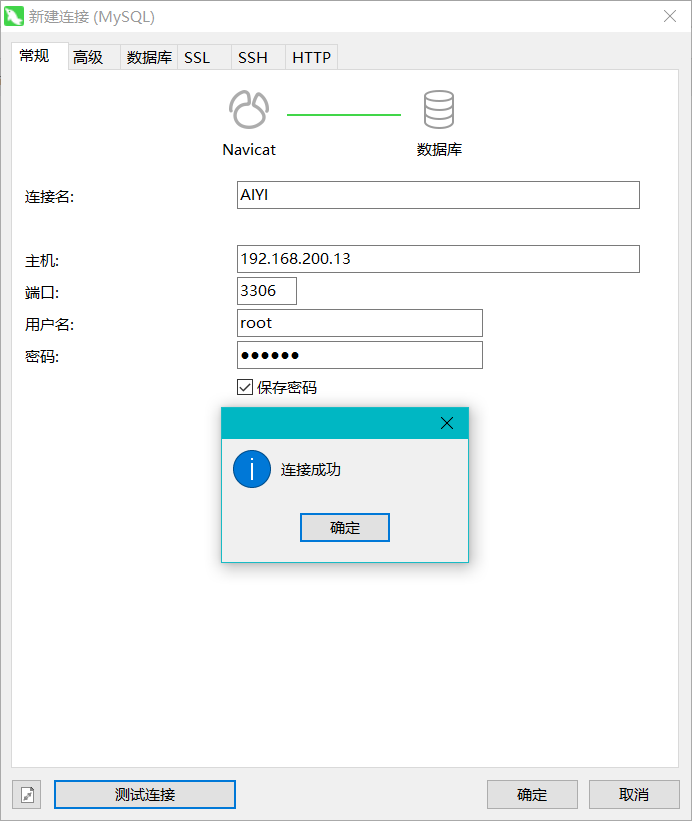 新建连接 (MySQL)
常规 高级 数据库 SSL SSH HTTP
Navicat 数据库
连接名: AIYI
主机: 192.168.200.13
端口: 3306
用户名: root
密码: ●●●●●●
保存密码
连接成功
确定
测试连接 确定 取消